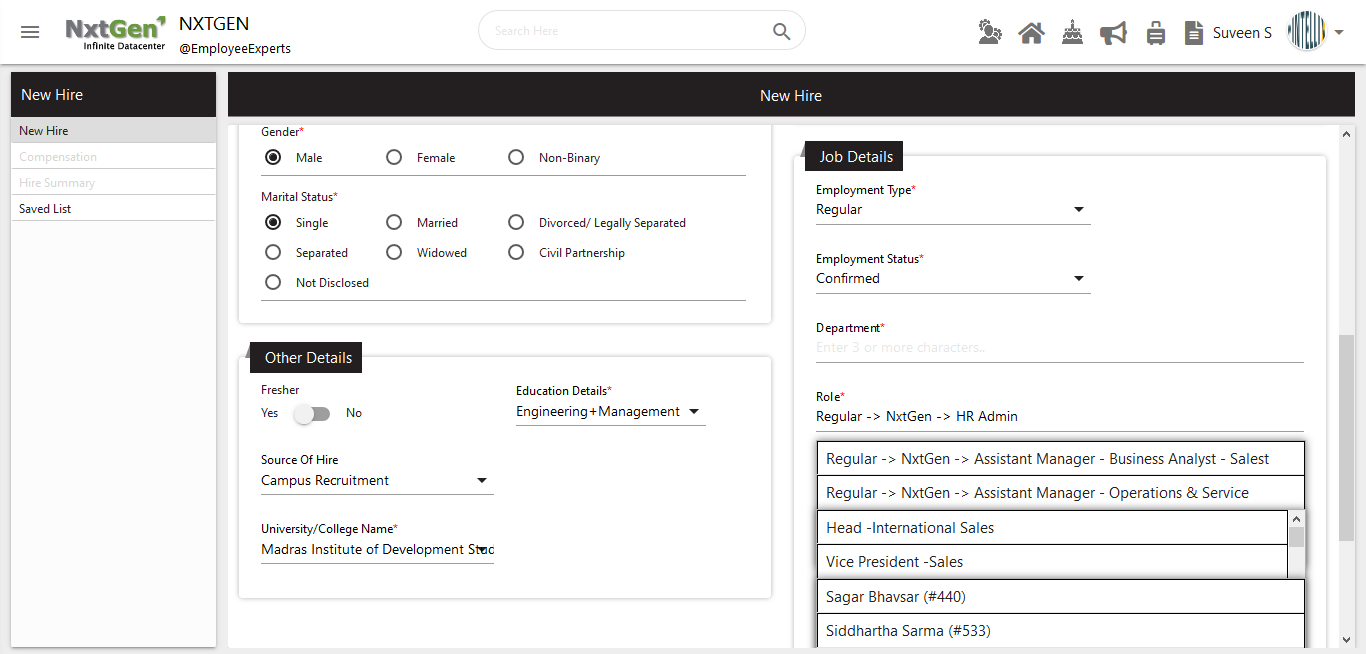 NxtGen
Infinite Datacenter
NXTGEN
@EmployeeExperts
Search Here
Suveen S
New Hire
New Hire
Compensation
Hire Summary
Saved List
New Hire
Gender*
Male
Female
Non-Binary
Marital Status*
Single
Married
Divorced/ Legally Separated
Separated
Widowed
Civil Partnership
Not Disclosed
Other Details
Fresher
Yes
No
Education Details*
Engineering+Management
Source Of Hire
Campus Recruitment
University/College Name*
Madras Institute of Development Stud
Job Details
Employment Type*
Regular
Employment Status*
Confirmed
Department*
Enter 3 or more characters..
Role*
Regular -> NxtGen -> HR Admin
Regular -> NxtGen -> Assistant Manager - Business Analyst - Salest
Regular -> NxtGen -> Assistant Manager - Operations & Service
Head -International Sales
Vice President -Sales
Sagar Bhavsar (#440)
Siddhartha Sarma (#533)